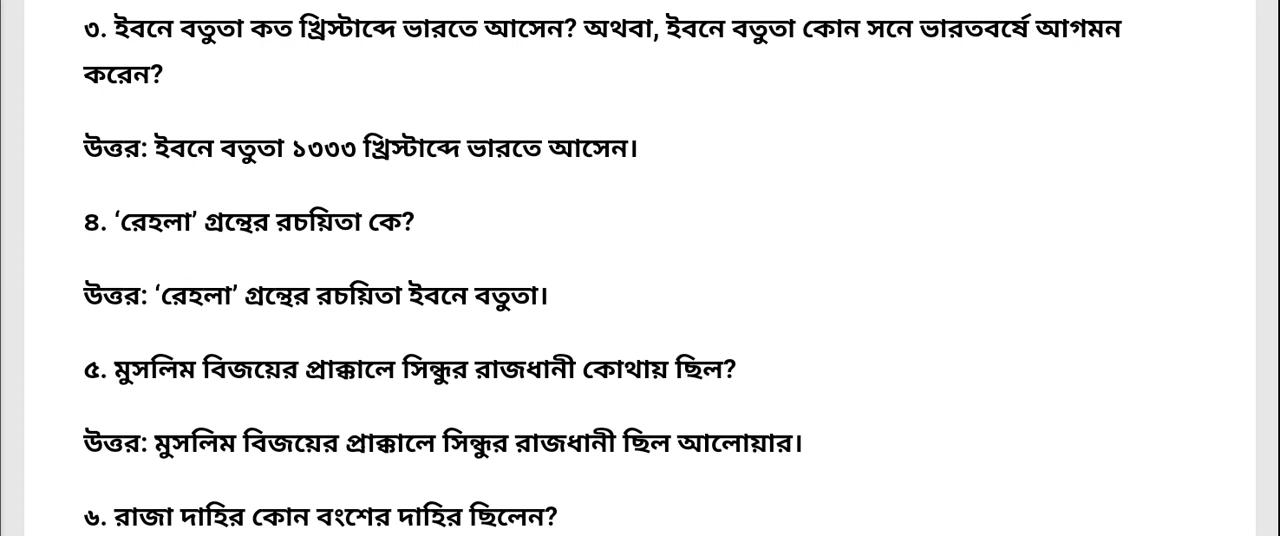 ৩. ইবনে বতুতা কত খ্রিস্টাব্দে ভারতে আসেন? অথবা, ইবনে বতুতা কোন সনে ভারতবর্ষে আগমন
করেন?
উত্তর: ইবনে বতুতা ১৩৩৩ খ্রিস্টাব্দে ভারতে আসেন।
৪. ‘রেহলা’ গ্রন্থের রচয়িতা কে?
উত্তর: ‘রেহলা’ গ্রন্থের রচয়িতা ইবনে বতুতা।
৫. মুসলিম বিজয়ের প্রাক্কালে সিন্ধুর রাজধানী কোথায় ছিল?
উত্তর: মুসলিম বিজয়ের প্রাক্কালে সিন্ধুর রাজধানী ছিল আলোয়ার।
৬. রাজা দাহির কোন বংশের দাহির ছিলেন?